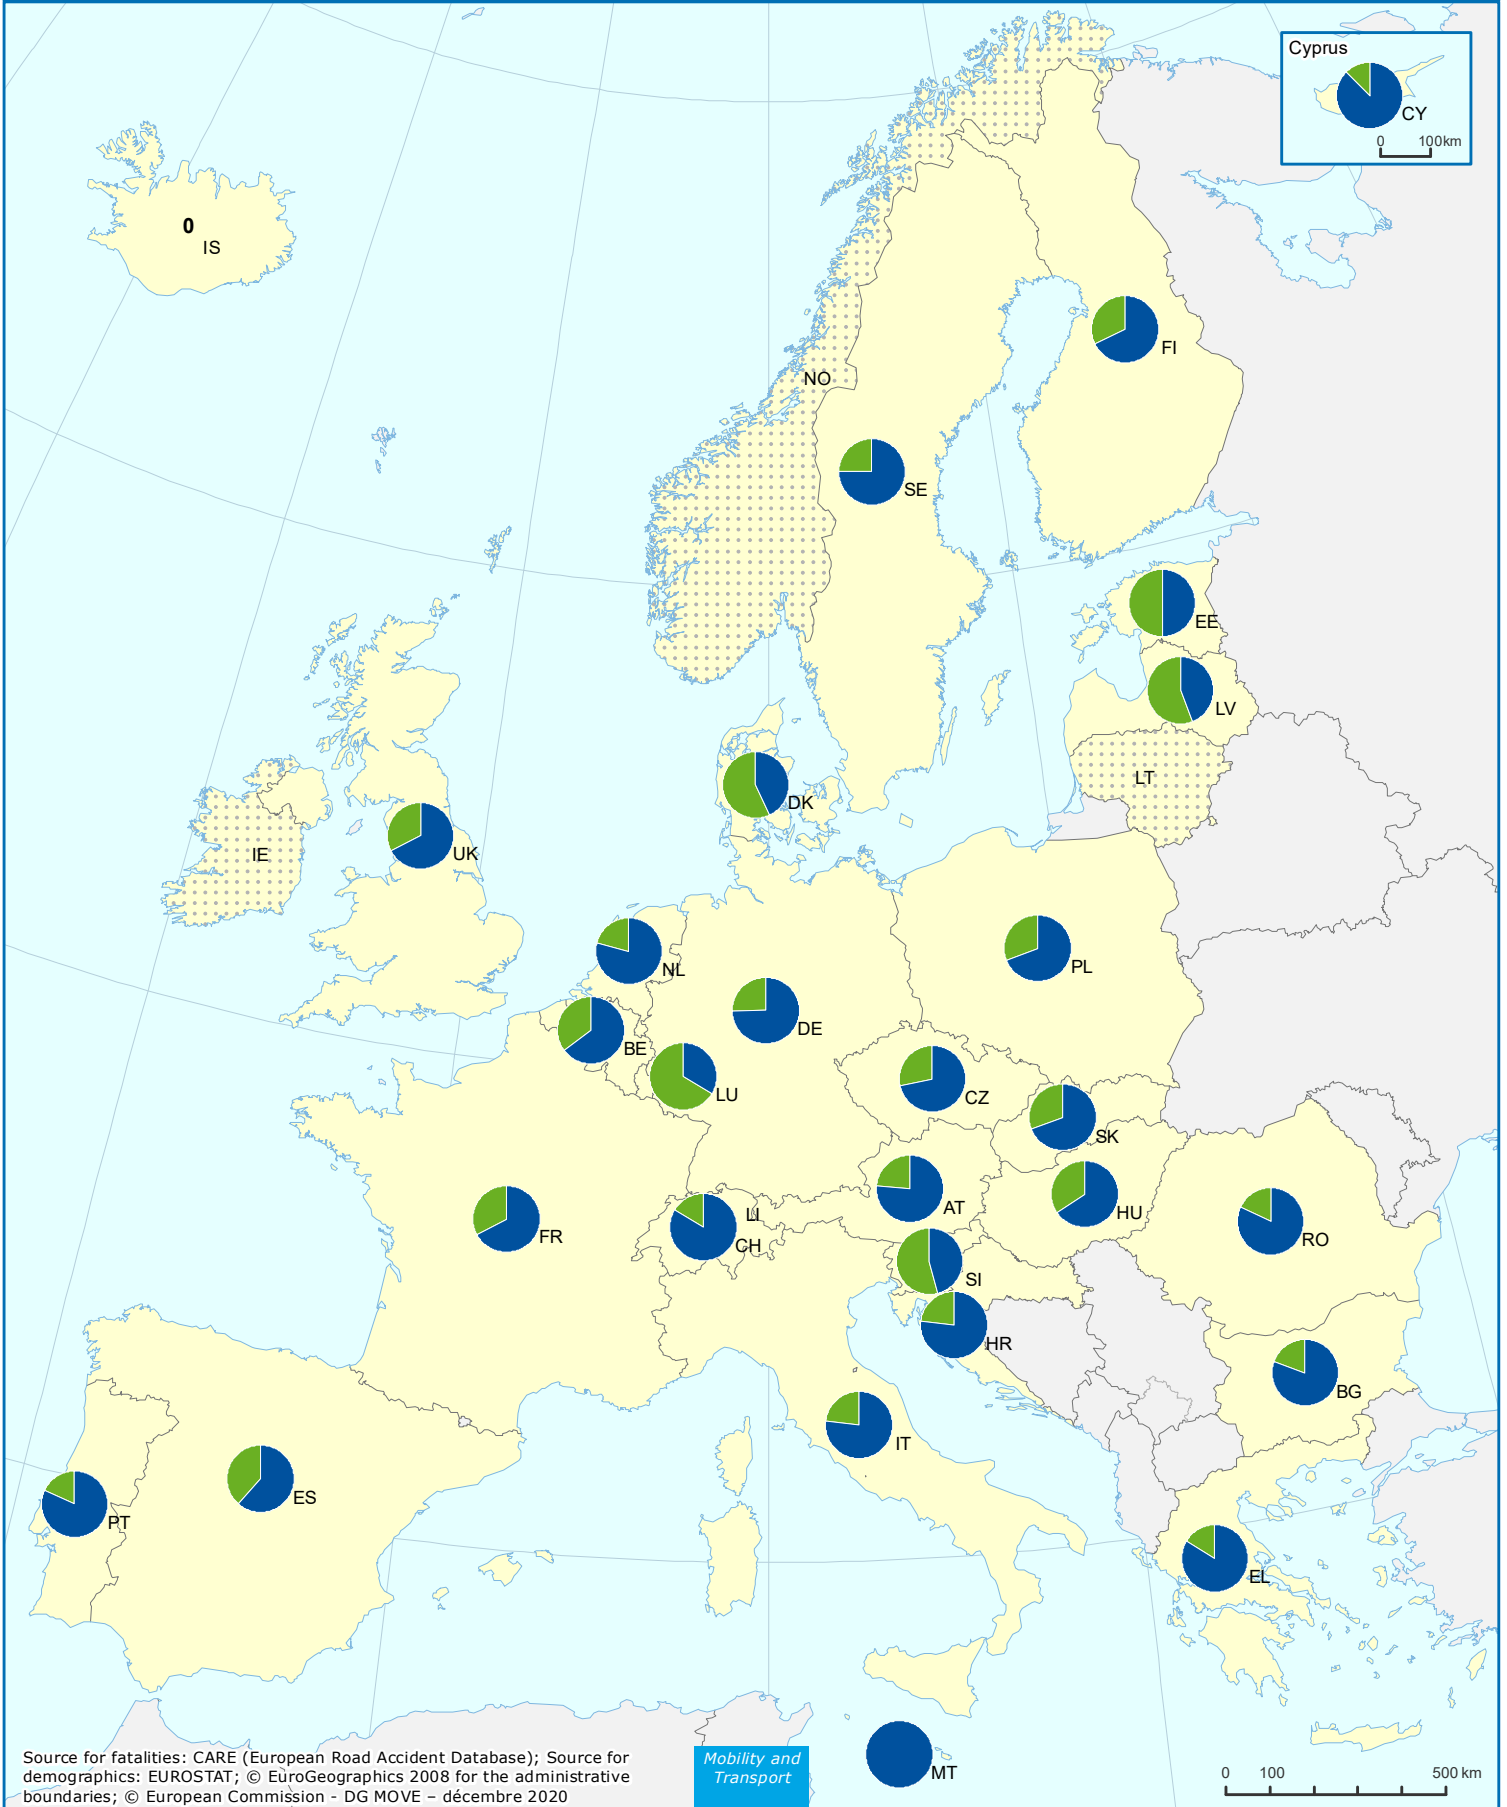 Cyprus
CY
0 100km
0
IS
FI
NO
SE
EE
LV
LT
DK
IE
UK
NL
PL
DE
BE
LU
CZ
SK
AT
HU
LI
CH
FR
RO
SI
HR
BG
IT
ES
PT
EL
MT
Source for fatalities: CARE (European Road Accident Database); Source for
demographics: EUROSTAT; © EuroGeographics 2008 for the administrative
boundaries; © European Commission - DG MOVE – décembre 2020
Mobility and
Transport
0 100 500 km